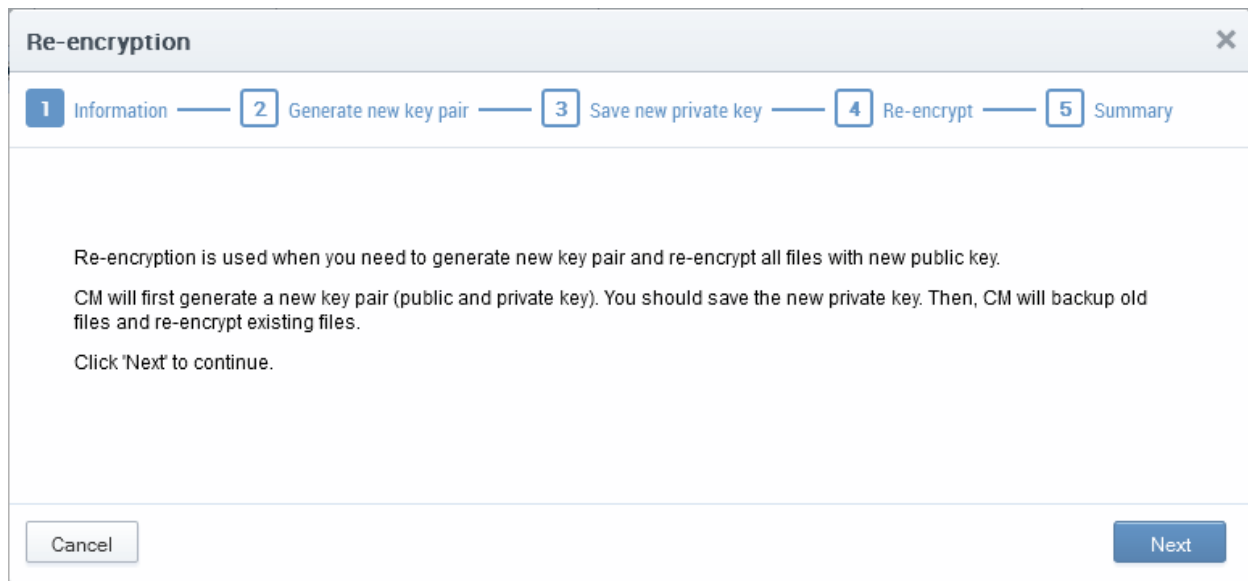 Re-encryption
1 Information 2 Generate new key pair 3 Save new private key 4 Re-encrypt 5 Summary
Re-encryption is used when you need to generate new key pair and re-encrypt all files with new public key.
CM will first generate a new key pair (public and private key). You should save the new private key. Then, CM will backup old
files and re-encrypt existing files.
Click 'Next' to continue.
Cancel Next